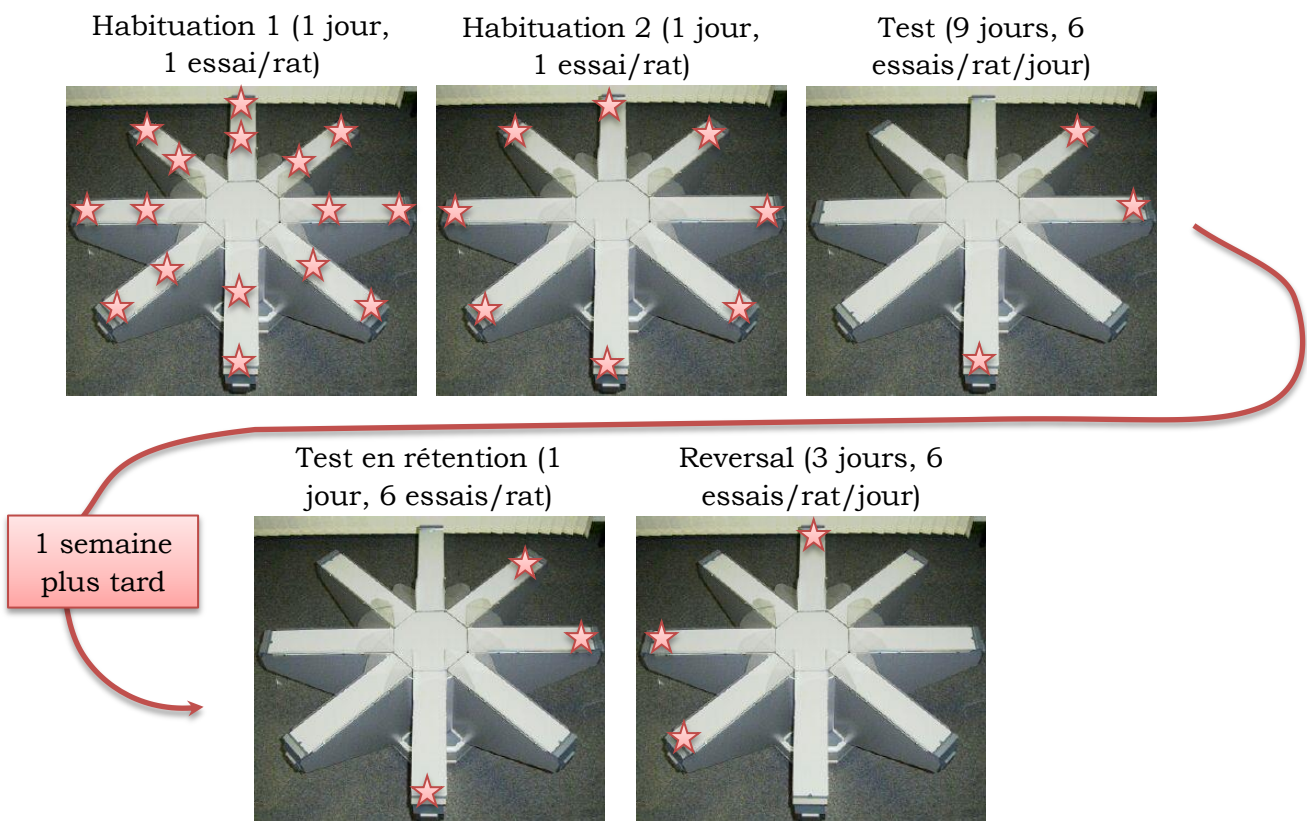 Habituation 1 (1 jour,
1 essai/rat)
Habituation 2 (1 jour,
1 essai/rat)
Test (9 jours, 6
essais/rat/jour)
Test en rétention (1
jour, 6 essais/rat)
Reversal (3 jours, 6
essais/rat/jour)
1 semaine
plus tard